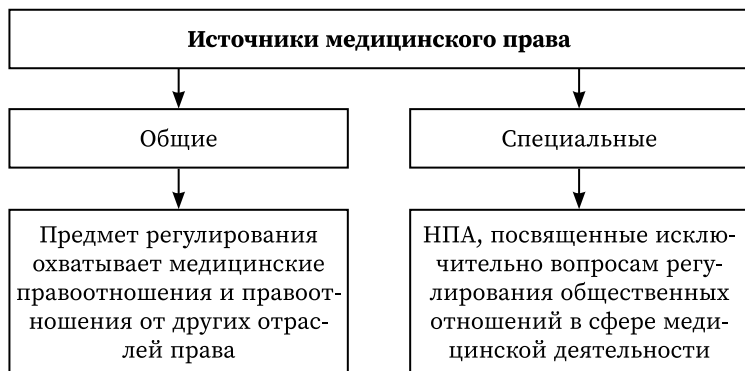 Источники медицинского права
Общие
Специальные
Предмет регулирования
охватывает медицинские
правоотношения и правоот-
ношения от других отрас-
лей права
НПА, посвященные исклю-
чительно вопросам регу-
лирования общественных
отношений в сфере меди-
цинской деятельности